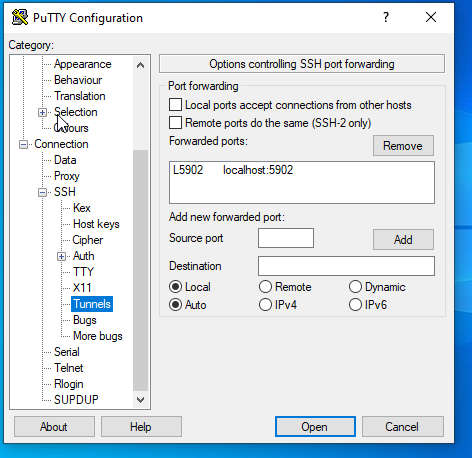 PuTTY Configuration
Category:
Appearance
Behaviour
Translation
Selection
Colours
Connection
Data
Proxy
SSH
Kex
Host keys
Cipher
Auth
TTY
X11
Tunnels
Bugs
More bugs
Serial
Telnet
Rlogin
SUPDUP
Options controlling SSH port forwarding
Port forwarding
Local ports accept connections from other hosts
Remote ports do the same (SSH-2 only)
Forwarded ports:
Remove
L5902 localhost:5902
Add new forwarded port:
Source port
Add
Destination
Local Remote Dynamic
Auto IPv4 IPv6
About Help Open Cancel